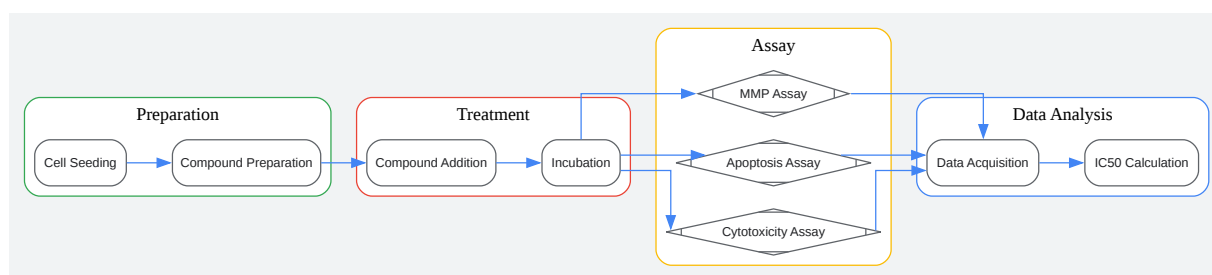 Preparation
Cell Seeding
Compound Preparation
Treatment
Compound Addition
Incubation
Assay
MMP Assay
Apoptosis Assay
Cytotoxicity Assay
Data Analysis
Data Acquisition
IC50 Calculation